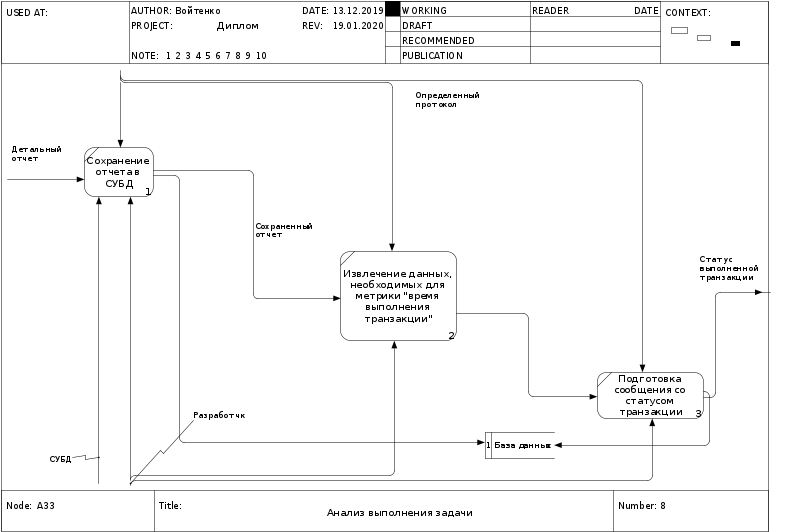 USED AT:
AUTHOR: Войтенко
DATE: 13.12.2019
WORKING
READER
DATE
CONTEXT:
PROJECT: Диплом
REV: 19.01.2020
DRAFT
RECOMMENDED
NOTE: 1 2 3 4 5 6 7 8 9 10
PUBLICATION
Определенный
протокол
Детальный
отчет
Сохранение
отчета в
СУБД
1
Сохраненный
отчет
Извлечение данных,
необходимых для
метрики "время
выполнения
транзакции"
2
Статус
выполненной
транзакции
Подготовка
сообщения со
статусом
транзакции
3
Разработчк
1 База данных
СУБД
Node: A33
Title:
Анализ выполнения задачи
Number: 8